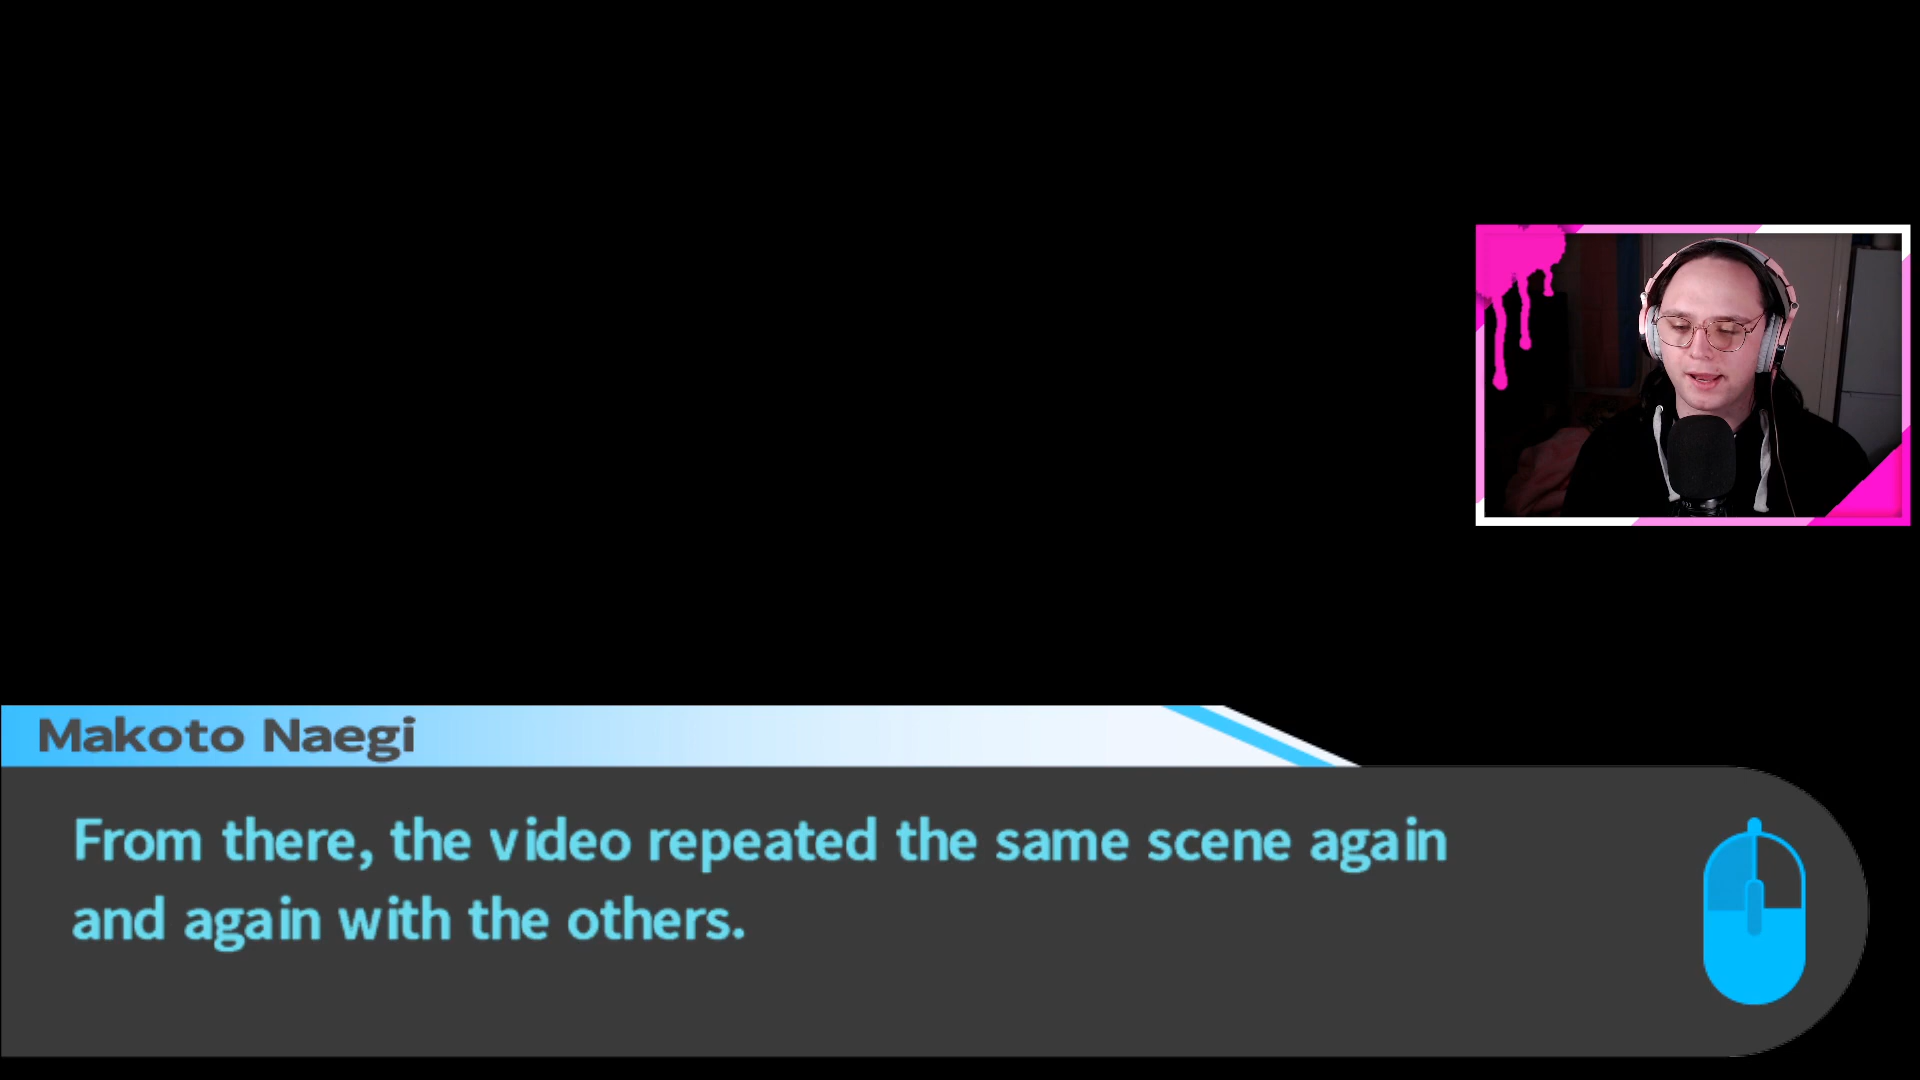 Makoto Naegi
From there, the video repeated the same scene again
and again with the others.